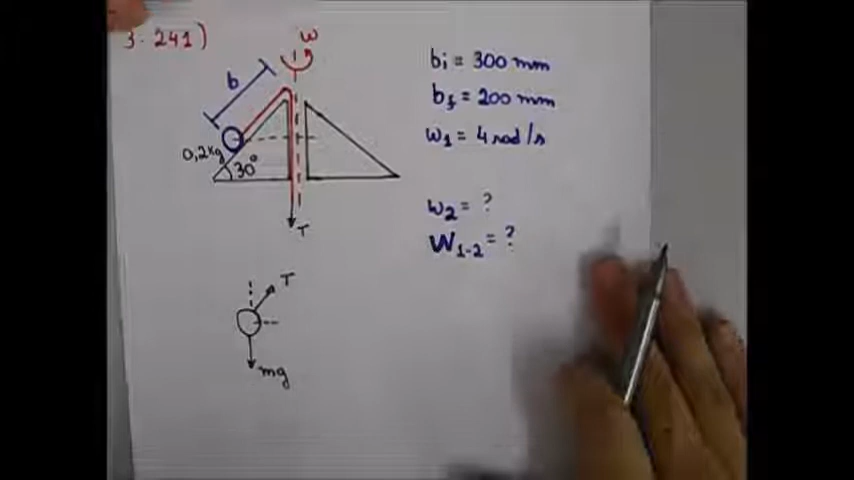 3.241)
ω
b
0,2kg
30°
T
bi = 300 mm
bf = 200 mm
ω1 = 4 rad/s
ω2 = ?
W1-2 = ?
T
mg